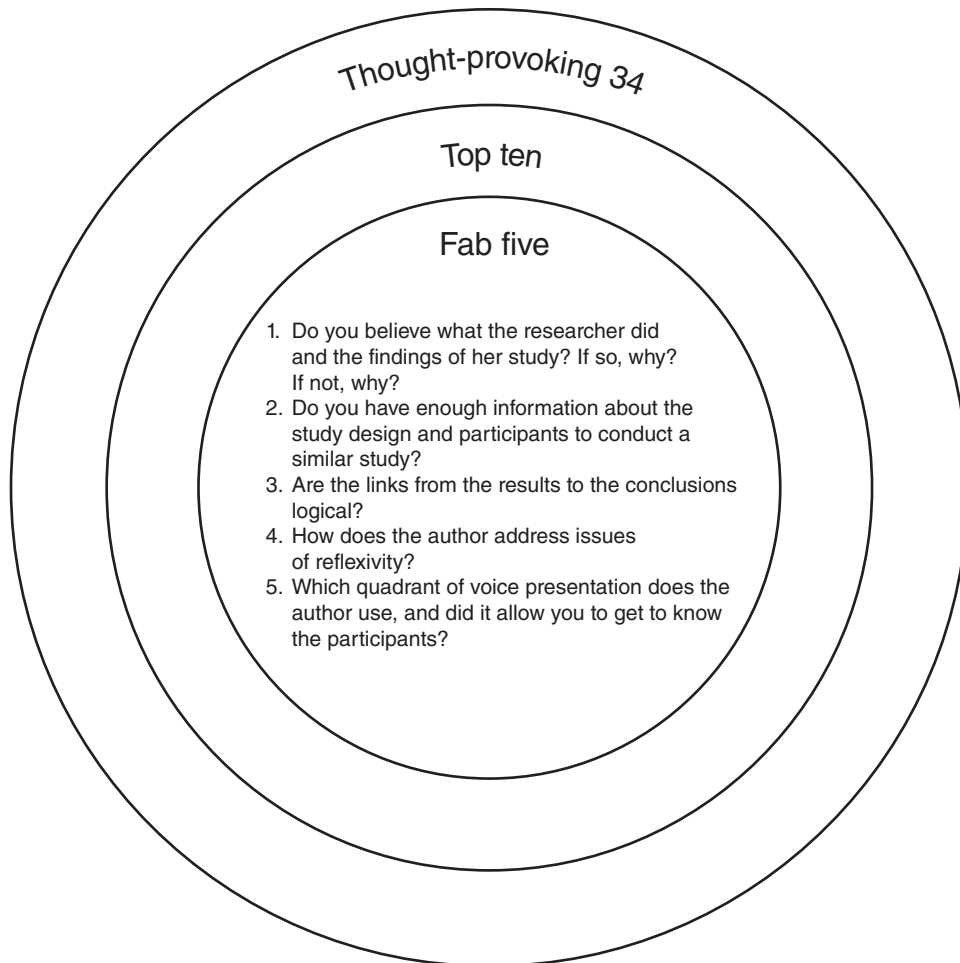 Thought-provoking 34
Top ten
Fab five
1. Do you believe what the researcher did
and the findings of her study? If so, why?
If not, why?
2. Do you have enough information about the
study design and participants to conduct a
similar study?
3. Are the links from the results to the conclusions
logical?
4. How does the author address issues
of reflexivity?
5. Which quadrant of voice presentation does the
author use, and did it allow you to get to know
the participants?